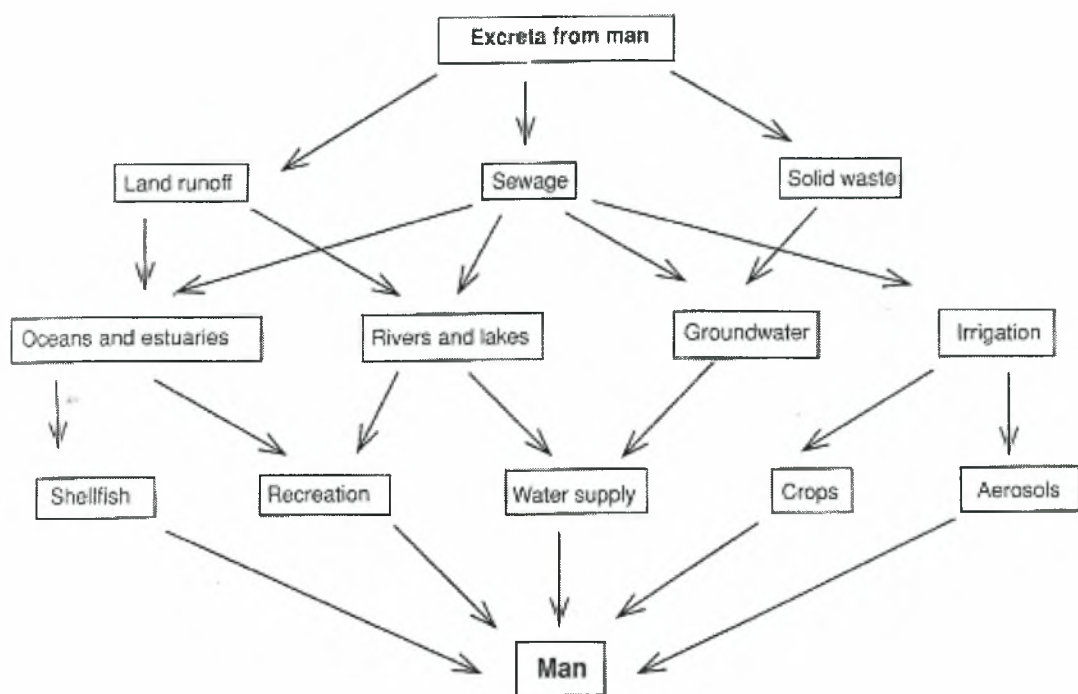 Excreta from man
Land runoff
Sewage
Solid waste
Oceans and estuaries
Rivers and lakes
Groundwater
Irrigation
Shellfish
Recreation
Water supply
Crops
Aerosols
Man